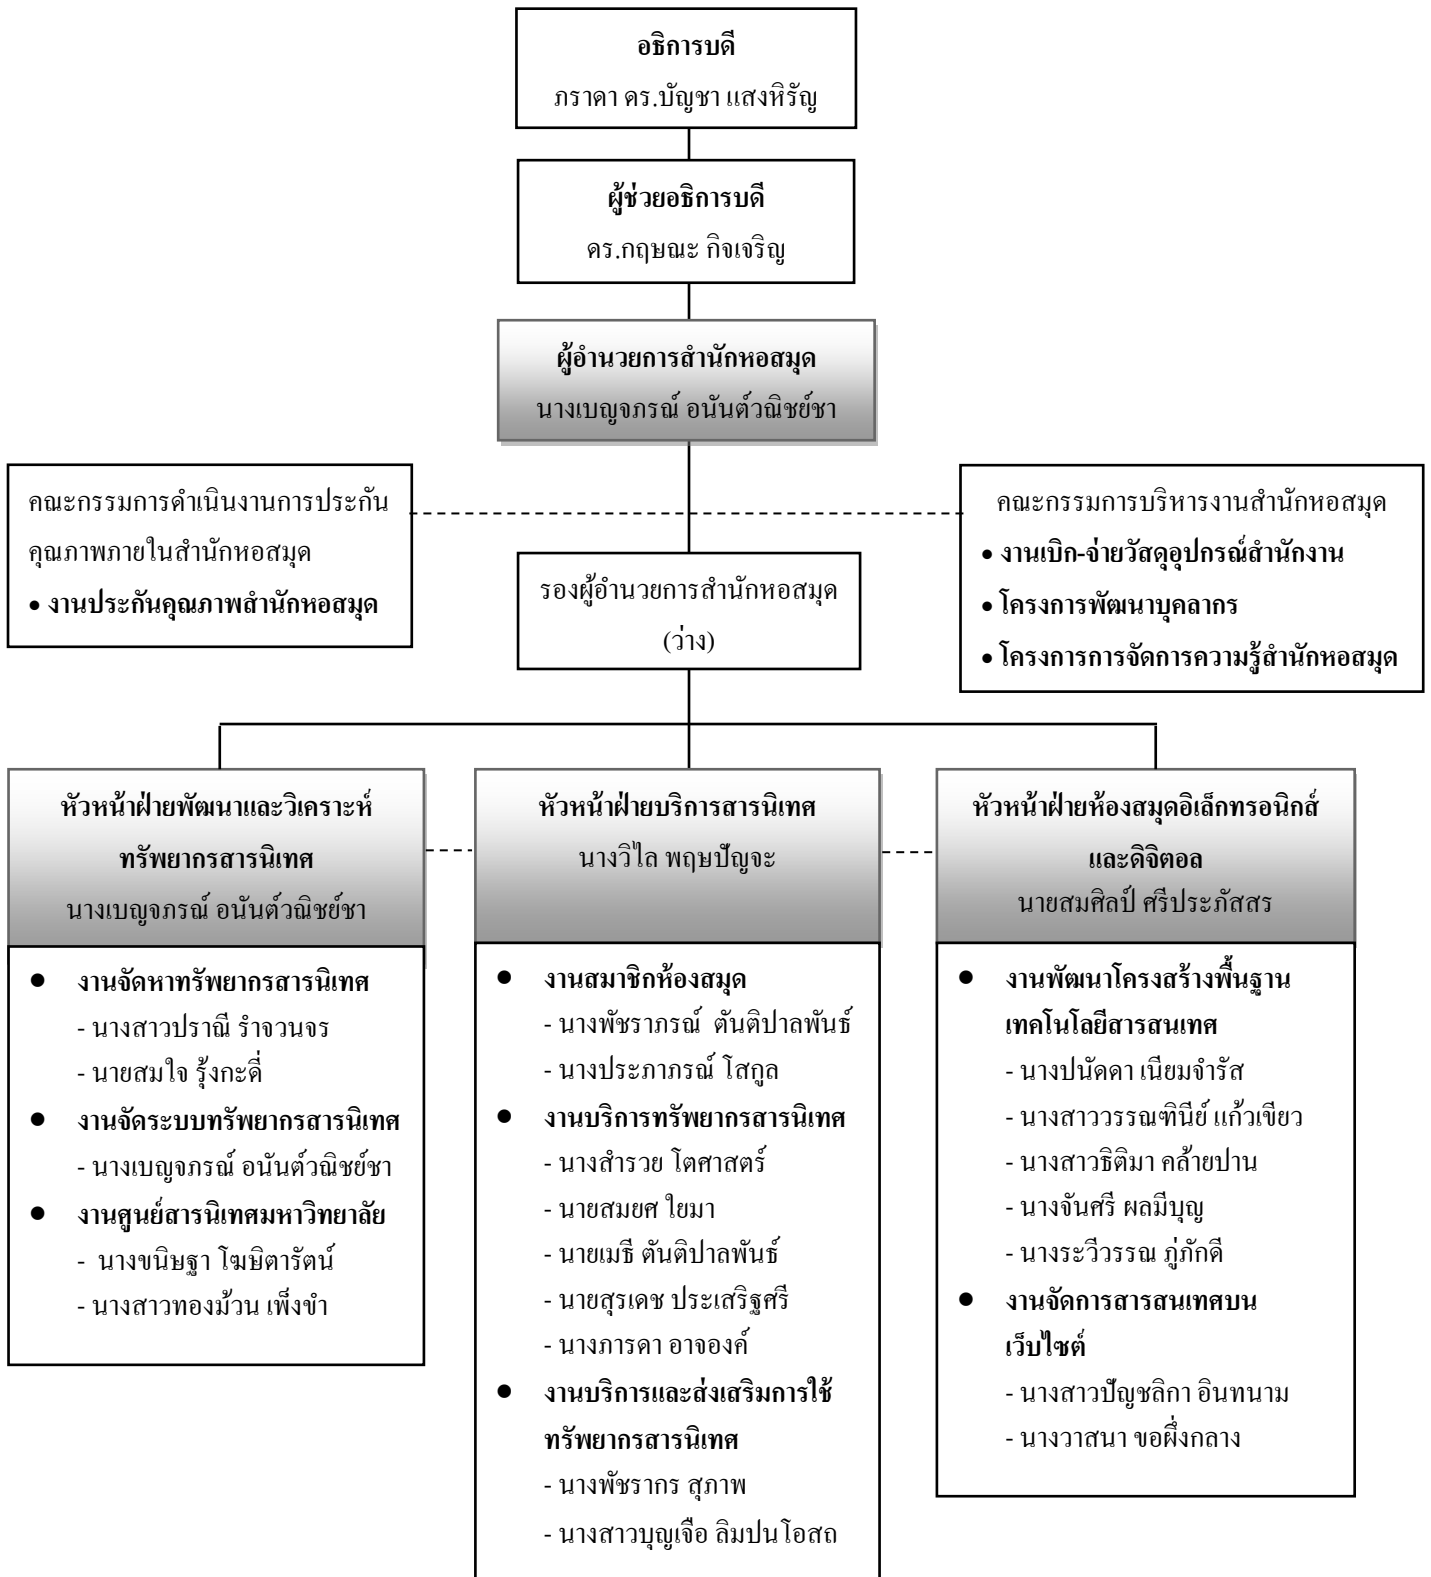 อธิการบดี
ภราดา ดร.บัญชา แสงหิรัญ
ผู้ช่วยอธิการบดี
ดร.กฤษณะ กิจเจริญ
ผู้อำนวยการสำนักหอสมุด
นางเบญจภรณ์ อนันต์วณิชย์ชา
คณะกรรมการดำเนินงานการประกัน
คุณภาพภายในสำนักหอสมุด
• งานประกันคุณภาพสำนักหอสมุด
คณะกรรมการบริหารงานสำนักหอสมุด
• งานเบิก-จ่ายวัสดุอุปกรณ์สำนักงาน
• โครงการพัฒนาบุคลากร
• โครงการการจัดการความรู้สำนักหอสมุด
รองผู้อำนวยการสำนักหอสมุด
(ว่าง)
หัวหน้าฝ่ายพัฒนาและวิเคราะห์
ทรัพยากรสารนิเทศ
นางเบญจภรณ์ อนันต์วณิชย์ชา
● งานจัดหาทรัพยากรสารนิเทศ
- นางสาวปราณี รำจวนจร
- นายสมใจ รุ้งกะดี่
● งานจัดระบบทรัพยากรสารนิเทศ
- นางเบญจภรณ์ อนันต์วณิชย์ชา
● งานศูนย์สารนิเทศมหาวิทยาลัย
- นางขนิษฐา โฆษิตารัตน์
- นางสาวทองม้วน เพ็งขำ
หัวหน้าฝ่ายบริการสารนิเทศ
นางวิไล พฤษปัญจะ
● งานสมาชิกห้องสมุด
- นางพัชราภรณ์ ตันติปาลพันธ์
- นางประภาภรณ์ โสกูล
● งานบริการทรัพยากรสารนิเทศ
- นางสำรวย โตศาสตร์
- นายสมยศ ใยมา
- นายเมธี ตันติปาลพันธ์
- นายสุรเดช ประเสริฐศรี
- นางภารดา อาจองค์
● งานบริการและส่งเสริมการใช้
ทรัพยากรสารนิเทศ
- นางพัชรากร สุภาพ
- นางสาวบุญเจือ ลิมปนโอสถ
หัวหน้าฝ่ายห้องสมุดอิเล็กทรอนิกส์
และดิจิตอล
นายสมศิลป์ ศรีประภัสสร
● งานพัฒนาโครงสร้างพื้นฐาน
เทคโนโลยีสารสนเทศ
- นางปนัดดา เนียมจำรัส
- นางสาววรรณฑินีย์ แก้วเขียว
- นางสาวธิติมา คล้ายปาน
- นางจันศรี ผลมีบุญ
- นางระวีวรรณ ภู่ภักดี
● งานจัดการสารสนเทศบน
เว็บไซต์
- นางสาวปัญชลิกา อินทนาม
- นางวาสนา ขอผึ่งกลาง